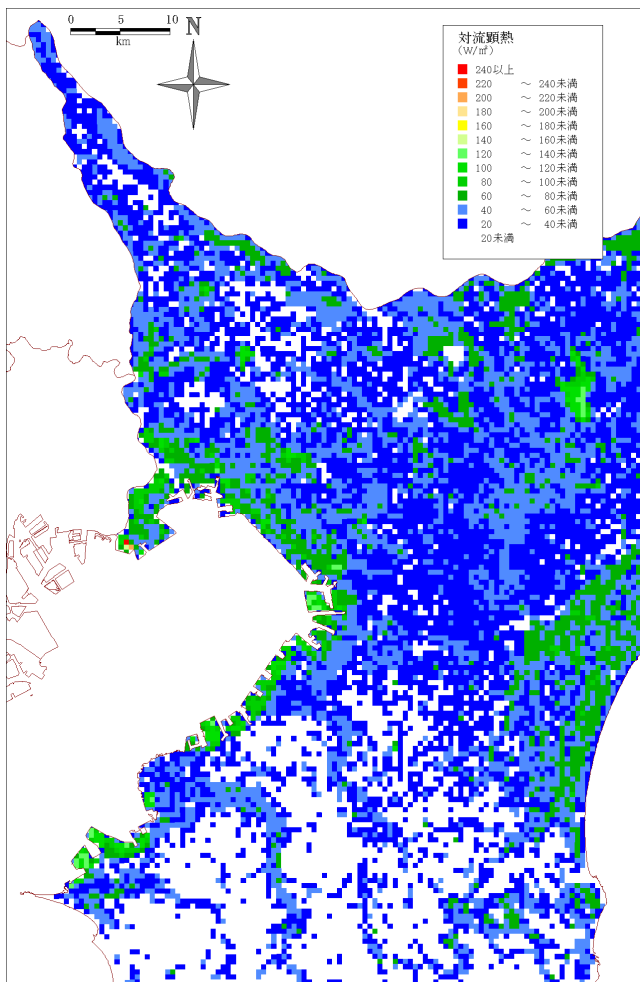 0 5 10
km
N
対流顕熱
(W/㎡)
240以上
220 ～ 240未満
200 ～ 220未満
180 ～ 200未満
160 ～ 180未満
140 ～ 160未満
120 ～ 140未満
100 ～ 120未満
80 ～ 100未満
60 ～ 80未満
40 ～ 60未満
20 ～ 40未満
20未満